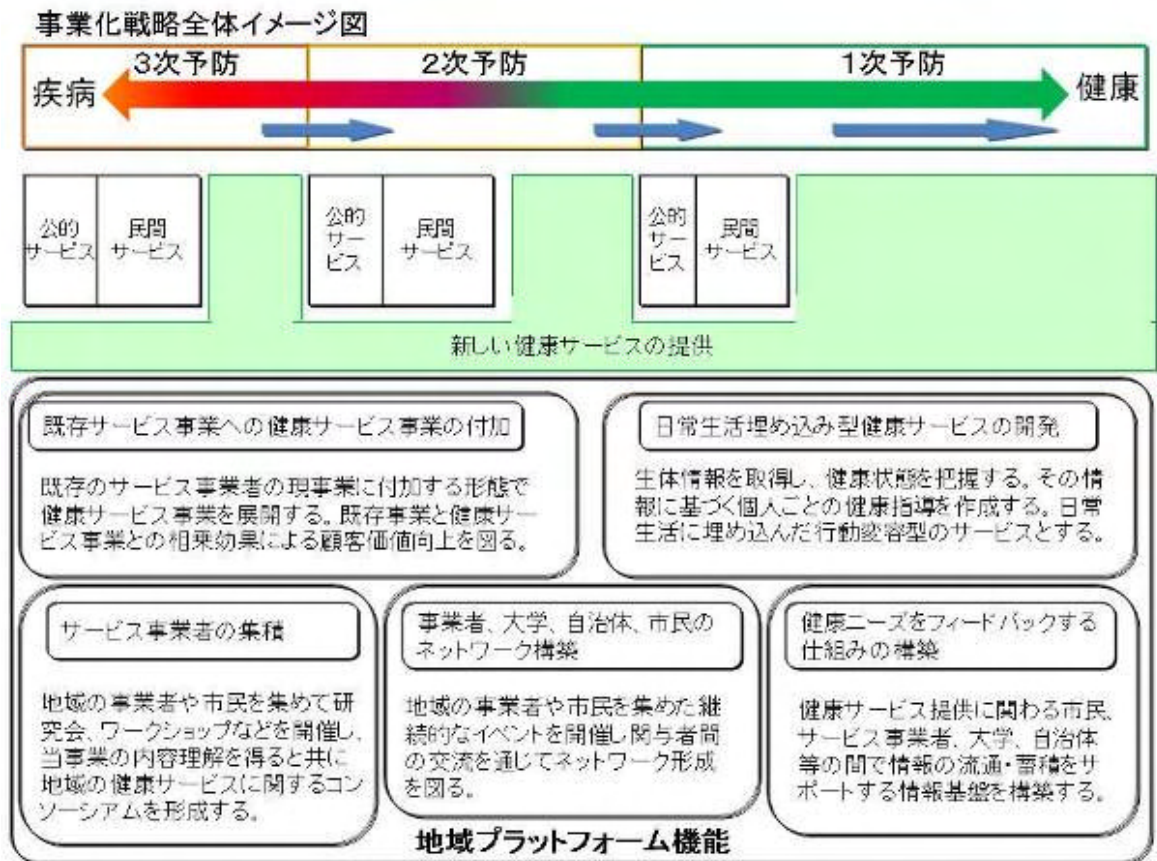 事業化戦略全体イメージ図
3次予防
2次予防
1次予防
疾病
健康
公的
サービス
民間
サービス
公的
サー
ビス
民間
サービス
公的
サー
ビス
民間
サービス
新しい健康サービスの提供
既存サービス事業への健康サービス事業の付加
既存のサービス事業者の現事業に付加する形態で
健康サービス事業を展開する。既存事業と健康サー
ビス事業との相乗効果による顧客価値向上を図る。
日常生活埋め込み型健康サービスの開発
生体情報を取得し、健康状態を把握する。その情
報に基づく個人ごとの健康指導を作成する。日常
生活に埋め込んだ行動変容型のサービスとする。
サービス事業者の集積
地域の事業者や市民を集めて研
究会、ワークショップなどを開催し、
当事業の内容理解を得ると共に
地域の健康サービスに関するコン
ソーシアムを形成する。
事業者、大学、自治体、市民の
ネットワーク構築
地域の事業者や市民を集めた継
続的なイベントを開催し関与者間
の交流を通じてネットワーク形成
を図る。
健康ニーズをフィードバックする
仕組みの構築
健康サービス提供に関わる市民、
サービス事業者、大学、自治体
等の間で情報の流通・蓄積をサ
ポートする情報基盤を構築する。
地域プラットフォーム機能